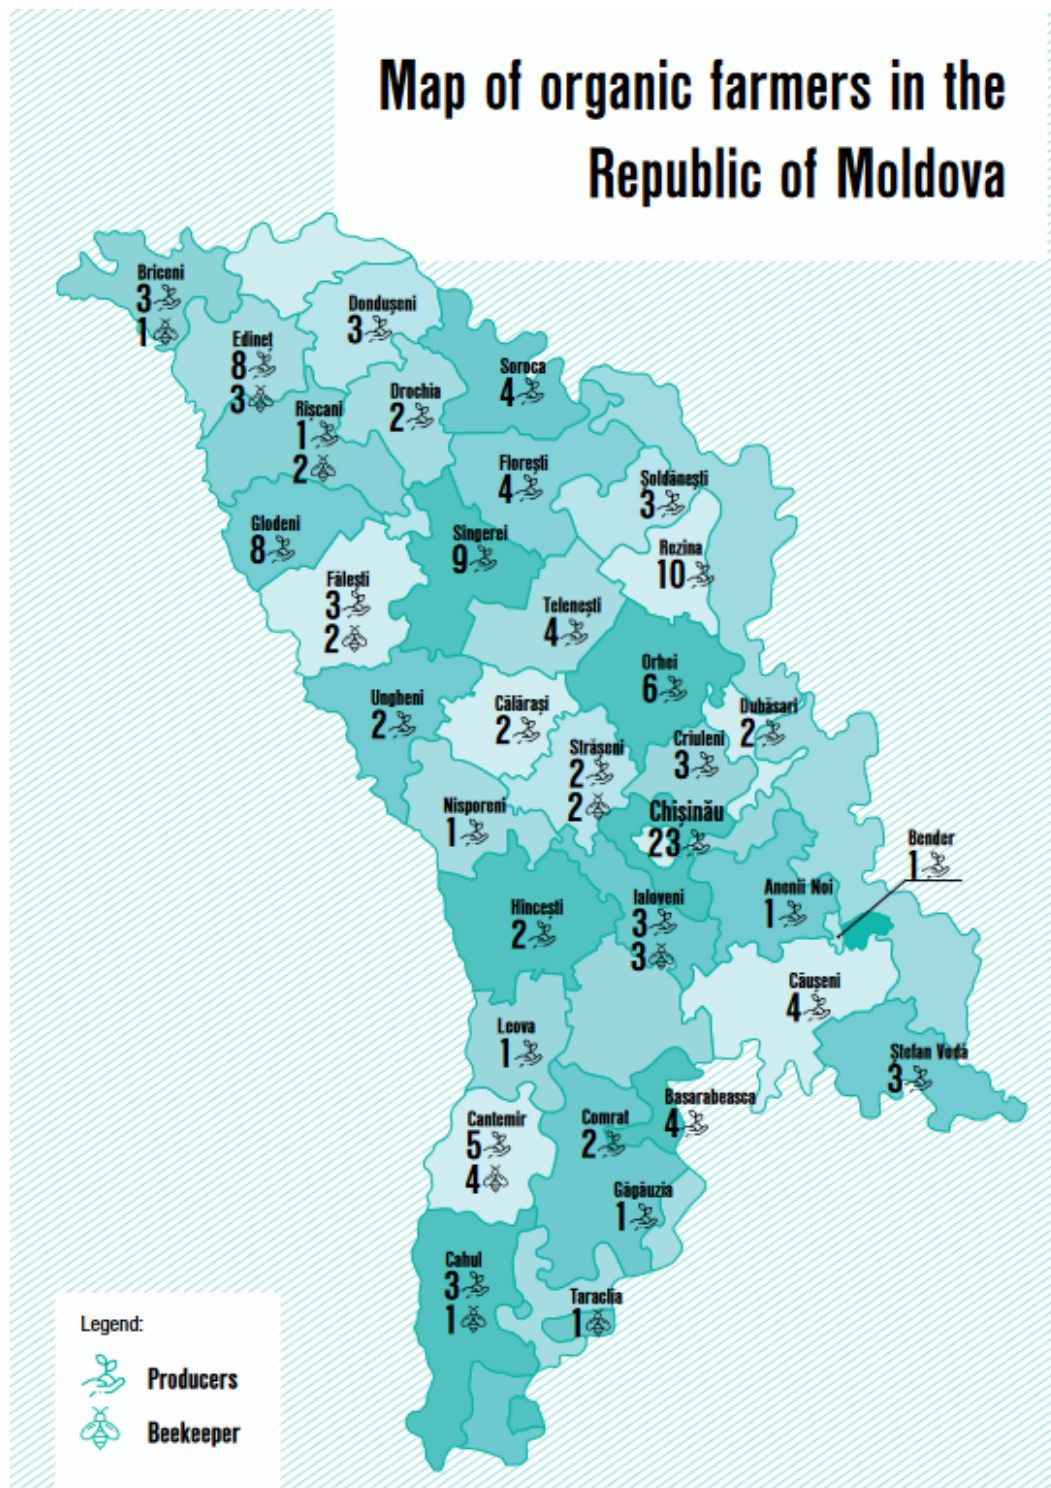 Map of organic farmers in the
Republic of Moldova
Briceni
3
1
Dondușeni
3
Edineț
8
3
Soroca
4
Drochia
2
Rîșcani
1
2
Florești
4
Șoldănești
3
Glodeni
8
Sîngerei
9
Rezina
10
Fălești
3
2
Telenești
4
Orhei
6
Ungheni
2
Călărași
2
Dubăsari
2
Strășeni
2
2
Criuleni
3
Nisporeni
1
Chișinău
23
Bender
1
Anenii Noi
1
Ialoveni
3
3
Hîncești
2
Căușeni
4
Leova
1
Ștefan Vodă
3
Basarabeasca
4
Cantemir
5
4
Comrat
2
Găpăuzia
1
Cahul
3
1
Taraclia
1
Legend:
Producers
Beekeeper